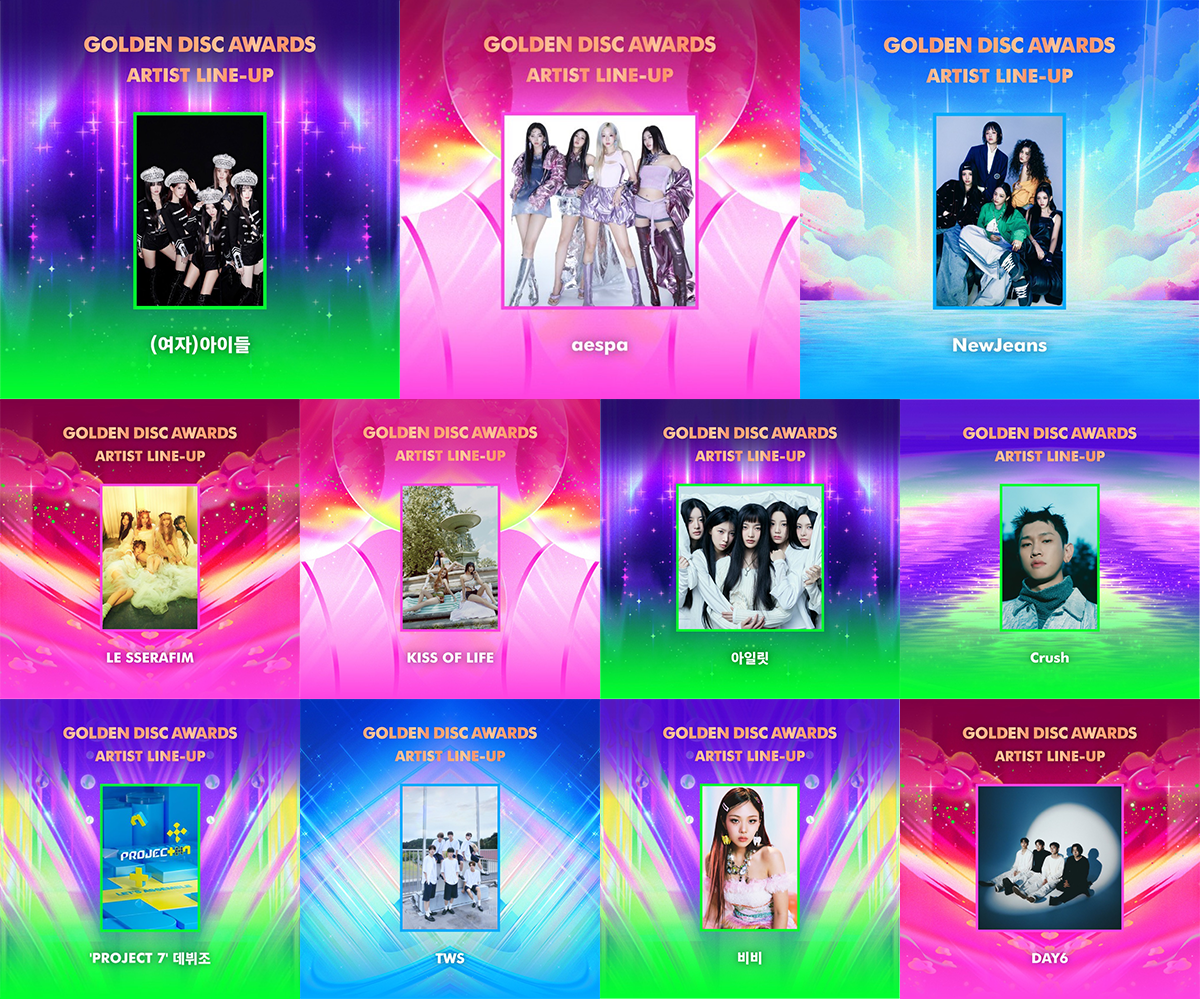 GOLDEN DISC AWARDS
ARTIST LINE-UP
(여자)아이들
GOLDEN DISC AWARDS
ARTIST LINE-UP
aespa
GOLDEN DISC AWARDS
ARTIST LINE-UP
NewJeans
GOLDEN DISC AWARDS
ARTIST LINE-UP
LE SSERAFIM
GOLDEN DISC AWARDS
ARTIST LINE-UP
KISS OF LIFE
GOLDEN DISC AWARDS
ARTIST LINE-UP
아일릿
GOLDEN DISC AWARDS
ARTIST LINE-UP
Crush
GOLDEN DISC AWARDS
ARTIST LINE-UP
'PROJECT 7' 데뷔조
GOLDEN DISC AWARDS
ARTIST LINE-UP
TWS
GOLDEN DISC AWARDS
ARTIST LINE-UP
비비
GOLDEN DISC AWARDS
ARTIST LINE-UP
DAY6